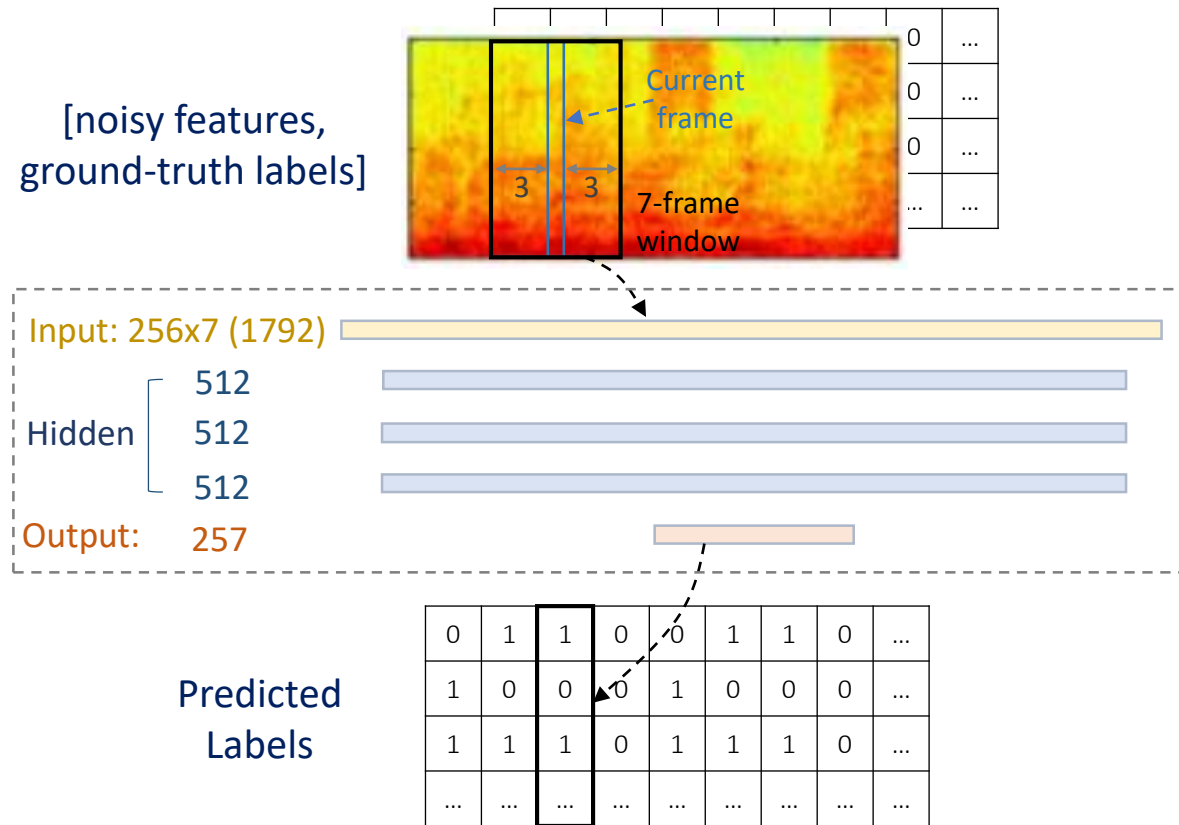 0 ...
0 ...
0 ...
... ...
[noisy features,
ground-truth labels]
Current
frame
3 3
7-frame
window
Input: 256x7 (1792)
512
Hidden 512
512
Output: 257
Predicted
Labels
0 1 1 0 0 1 1 0 ...
1 0 0 0 1 0 0 0 ...
1 1 1 0 1 1 1 0 ...
... ... ... ... ... ... ... ... ...